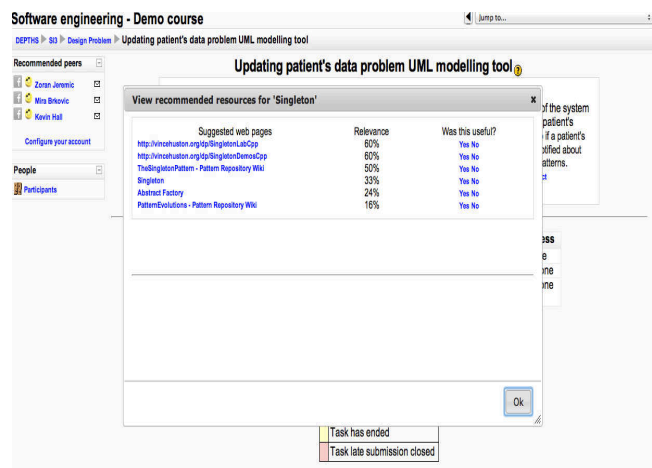 Software engineering - Demo course
Jump to...
DEPTHS SI3 Design Problem Updating patient's data problem UML modelling tool
Recommended peers
Zoran Jeremic
Mira Brkovic
Kevin Hall
Configure your account
People
Participants
Updating patient's data problem UML modelling tool
of the system
patient's
if a patient's
otified about
atterns.
View recommended resources for 'Singleton' x
Suggested web pages Relevance Was this useful?
http://vincehuston.org/dp/SingletonLabCpp 60% Yes No
http://vincehuston.org/dp/SingletonDemosCpp 60% Yes No
TheSingletonPattern - Pattern Repository Wiki 50% Yes No
Singleton 33% Yes No
Abstract Factory 24% Yes No
PatternEvolutions - Pattern Repository Wiki 16% Yes No
ess
e
one
one
Ok
Task has ended
Task late submission closed